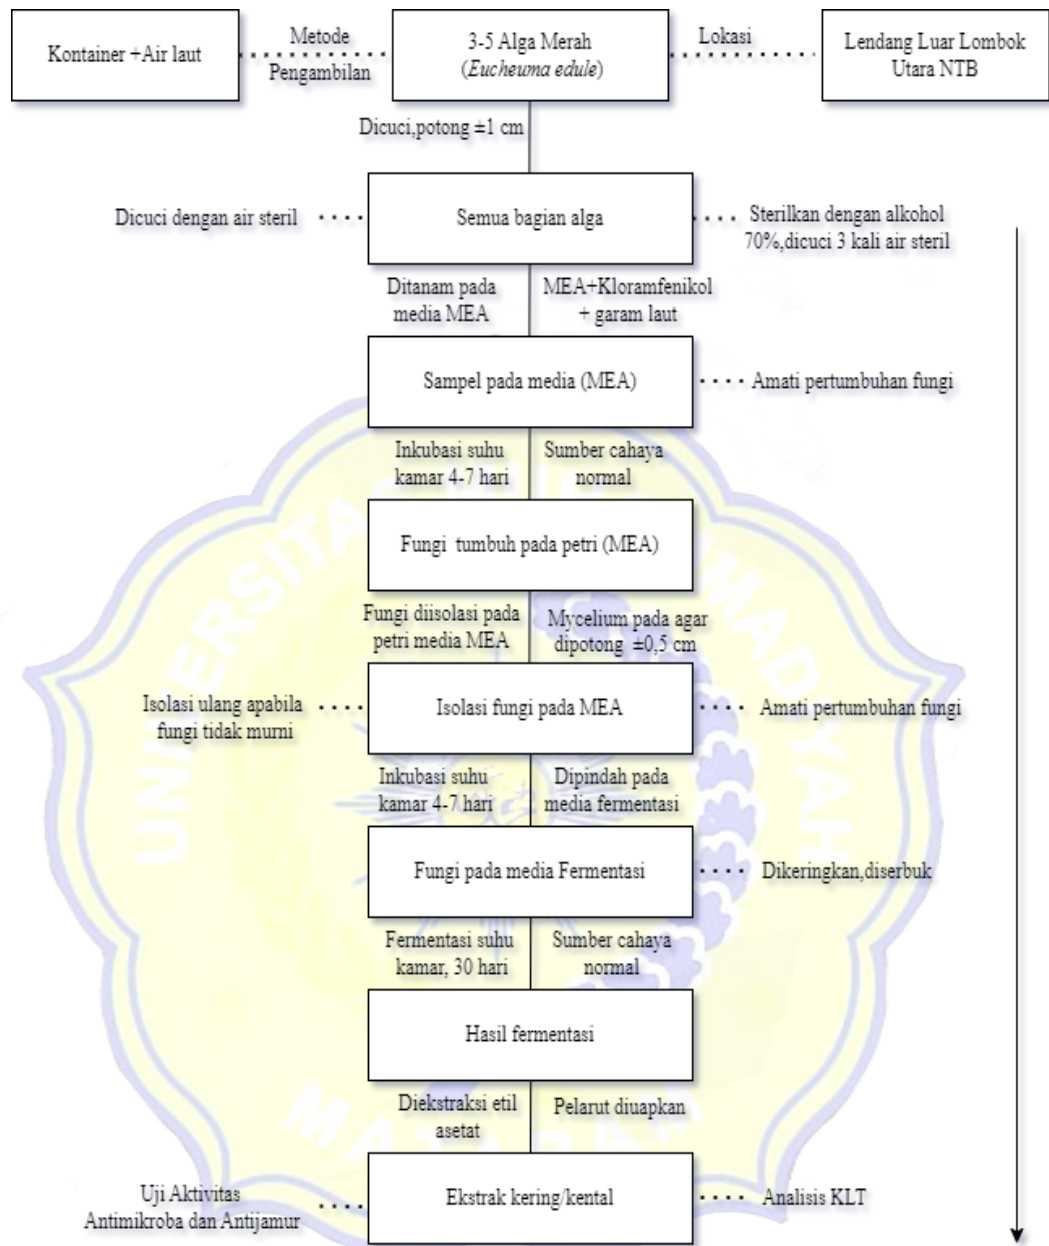 Kontainer +Air laut
Metode
Pengambilan
3-5 Alga Merah
(Eucheuma edule)
Lokasi
Lendang Luar Lombok
Utara NTB
Dicuci,potong ±1 cm
Dicuci dengan air steril
Semua bagian alga
Sterilkan dengan alkohol
70%,dicuci 3 kali air steril
Ditanam pada
media MEA
MEA+Kloramfenikol
+ garam laut
Sampel pada media (MEA)
Amati pertumbuhan fungi
Inkubasi suhu
kamar 4-7 hari
Sumber cahaya
normal
Fungi tumbuh pada petri (MEA)
Fungi diisolasi pada
petri media MEA
Mycelium pada agar
dipotong ±0,5 cm
Isolasi ulang apabila
fungi tidak murni
Isolasi fungi pada MEA
Amati pertumbuhan fungi
Inkubasi suhu
kamar 4-7 hari
Dipindah pada
media fermentasi
Fungi pada media Fermentasi
Dikeringkan,diserbuk
Fermentasi suhu
kamar, 30 hari
Sumber cahaya
normal
Hasil fermentasi
Diekstraksi etil
asetat
Pelarut diuapkan
Uji Aktivitas
Antimikroba dan Antijamur
Ekstrak kering/kental
Analisis KLT